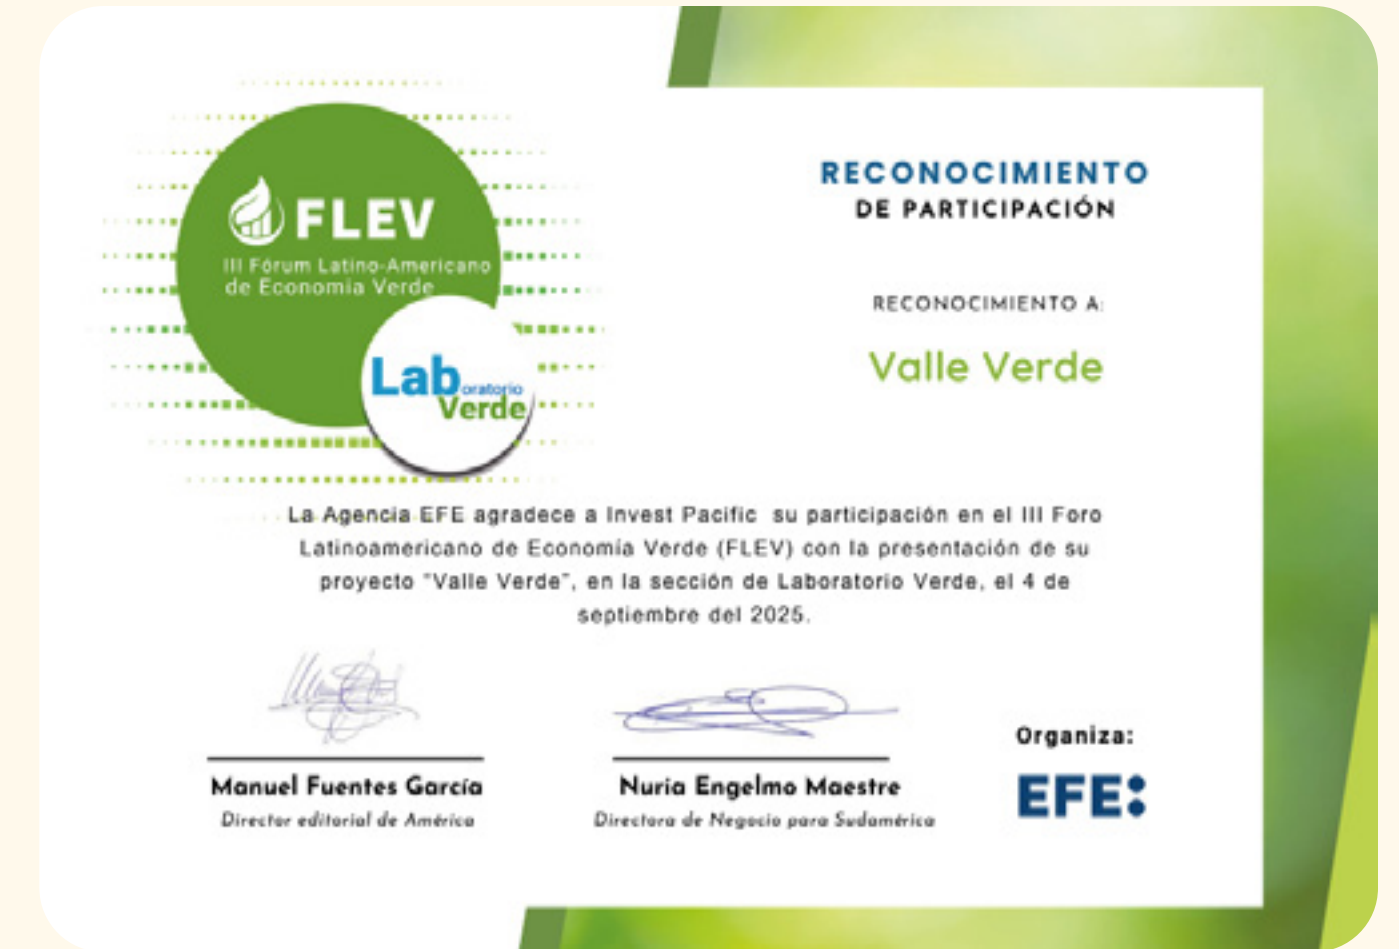 FLEV
III Fórum Latino-Americano
de Economia Verde
Laboratorio
Verde
RECONOCIMIENTO
DE PARTICIPACIÓN
RECONOCIMIENTO A:
Valle Verde
La Agencia EFE agradece a Invest Pacific su participación en el III Foro
Latinoamericano de Economía Verde (FLEV) con la presentación de su
proyecto "Valle Verde", en la sección de Laboratorio Verde, el 4 de
septiembre del 2025.
Manuel Fuentes García
Director editorial de América
Nuria Engelmo Maestre
Directora de Negocio para Sudamérica
Organiza:
EFE: